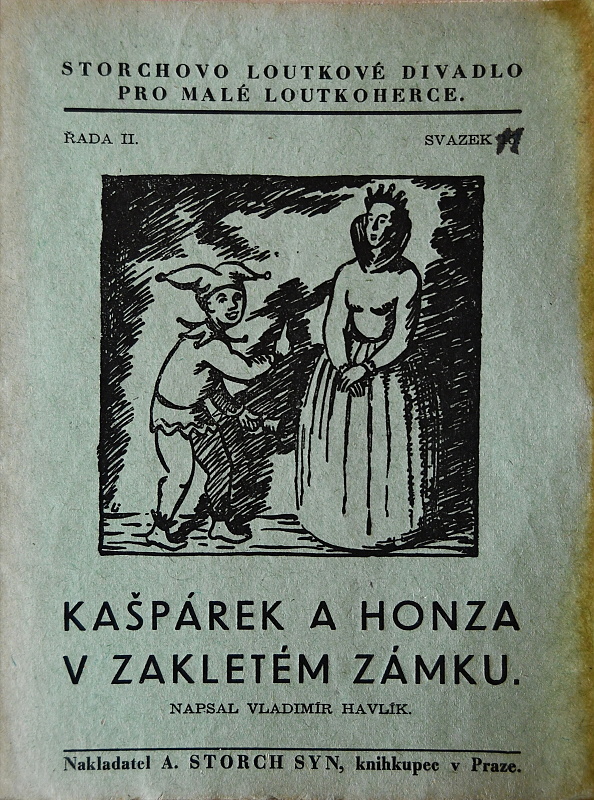 STORCHOVO LOUTKOVÉ DIVADLO
PRO MALÉ LOUTKOHERCE.
ŘADA II.
SVAZEK 11
KAŠPÁREK A HONZA
V ZAKLETÉM ZÁMKU.
NAPSAL VLADIMÍR HAVLÍK.
Nakladatel A. STORCH SYN, knihkupec v Praze.